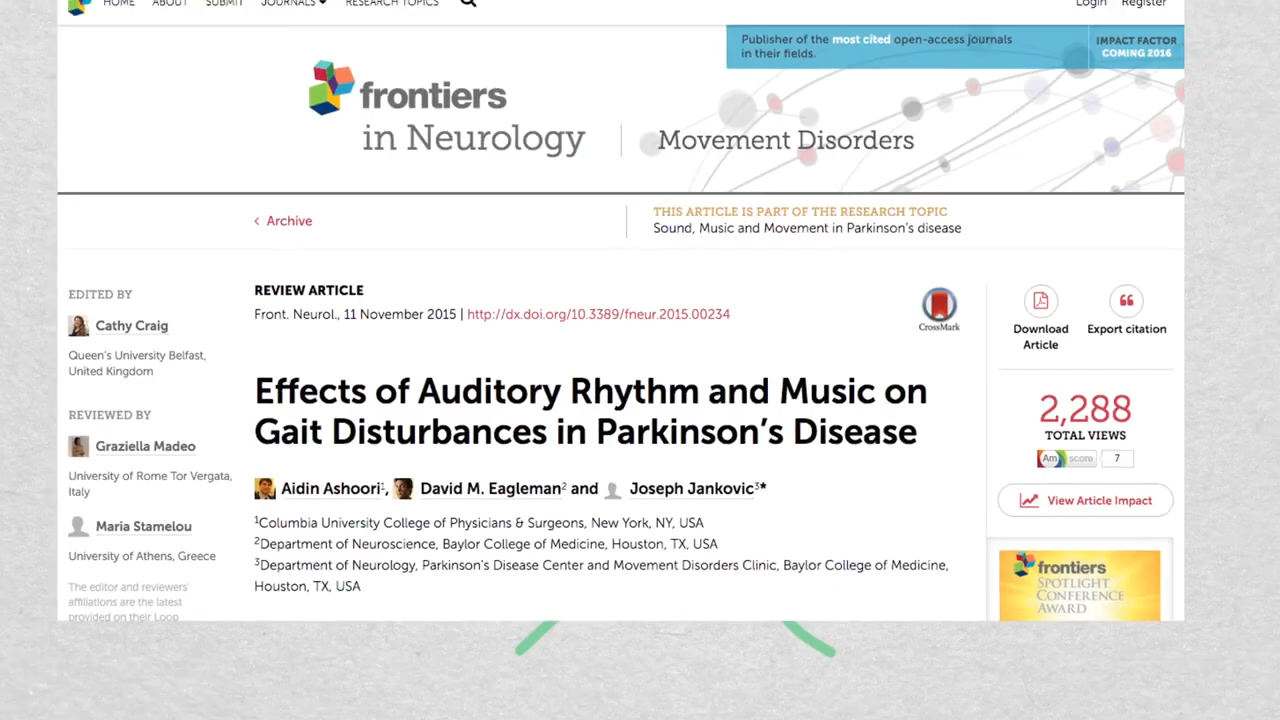 HOME ABOUT SUBMIT JOURNALS RESEARCH TOPICS Login Register
Publisher of the most cited open-access journals
in their fields.
IMPACT FACTOR
COMING 2016
frontiers
in Neurology
Movement Disorders
< Archive
THIS ARTICLE IS PART OF THE RESEARCH TOPIC
Sound, Music and Movement in Parkinson's disease
EDITED BY
Cathy Craig
Queen's University Belfast,
United Kingdom
REVIEWED BY
Graziella Madeo
University of Rome Tor Vergata,
Italy
Maria Stamelou
University of Athens, Greece
The editor and reviewers'
affiliations are the latest
provided on their Loop
REVIEW ARTICLE
Front. Neurol., 11 November 2015 | http://dx.doi.org/10.3389/fneur.2015.00234
CrossMark
Effects of Auditory Rhythm and Music on
Gait Disturbances in Parkinson's Disease
Aidin Ashoori1, David M. Eagleman2 and Joseph Jankovic3*
1Columbia University College of Physicians & Surgeons, New York, NY, USA
2Department of Neuroscience, Baylor College of Medicine, Houston, TX, USA
3Department of Neurology, Parkinson's Disease Center and Movement Disorders Clinic, Baylor College of Medicine,
Houston, TX, USA
Download
Article
Export citation
2,288
TOTAL VIEWS
Am score 7
View Article Impact
frontiers
SPOTLIGHT
CONFERENCE
AWARD